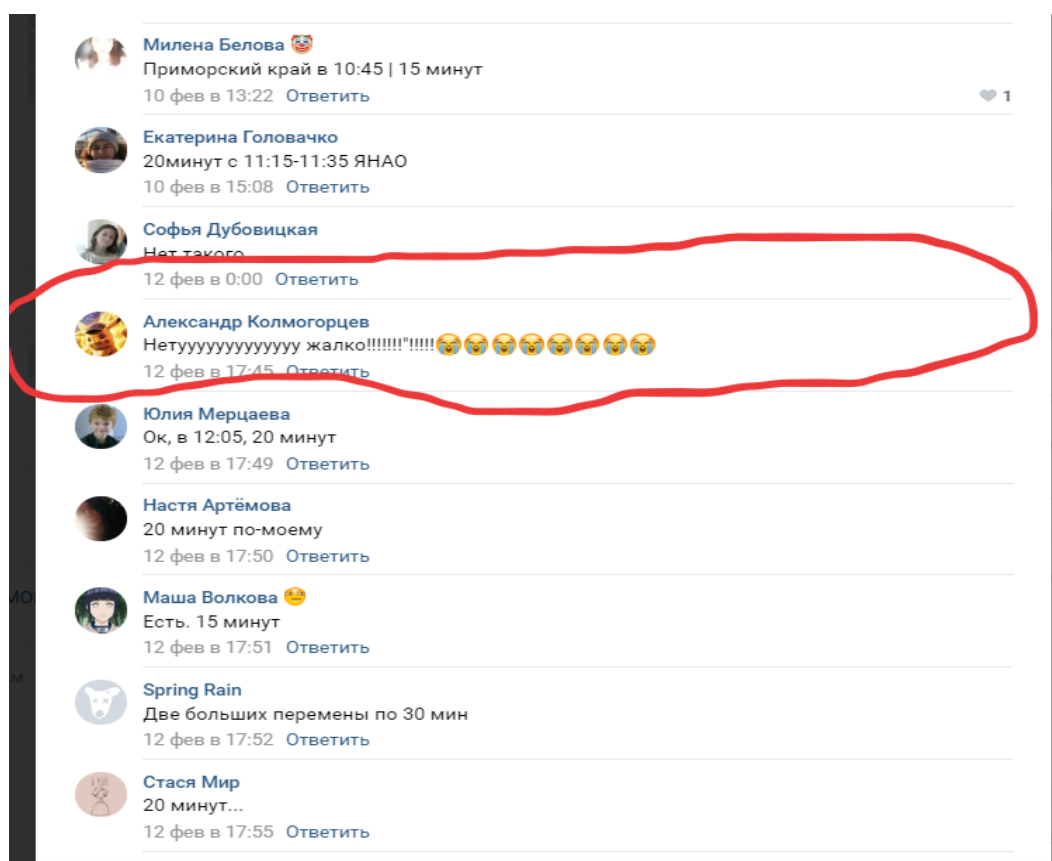 Милена Белова 🤡
Приморский край в 10:45 | 15 минут
10 фев в 13:22 Ответить
1
Екатерина Головачко
20минут с 11:15-11:35 ЯНАО
10 фев в 15:08 Ответить
Софья Дубовицкая
Нет такого
12 фев в 0:00 Ответить
Александр Колмогорцев
Нетууууууууууууу жалко!!!!!!!"!!!!!😭😭😭😭😭😭😭😭
12 фев в 17:45 Ответить
Юлия Мерцаева
Ок, в 12:05, 20 минут
12 фев в 17:49 Ответить
Настя Артёмова
20 минут по-моему
12 фев в 17:50 Ответить
Маша Волкова
Есть. 15 минут
12 фев в 17:51 Ответить
Spring Rain
Две больших перемены по 30 мин
12 фев в 17:52 Ответить
Стася Мир
20 минут...
12 фев в 17:55 Ответить